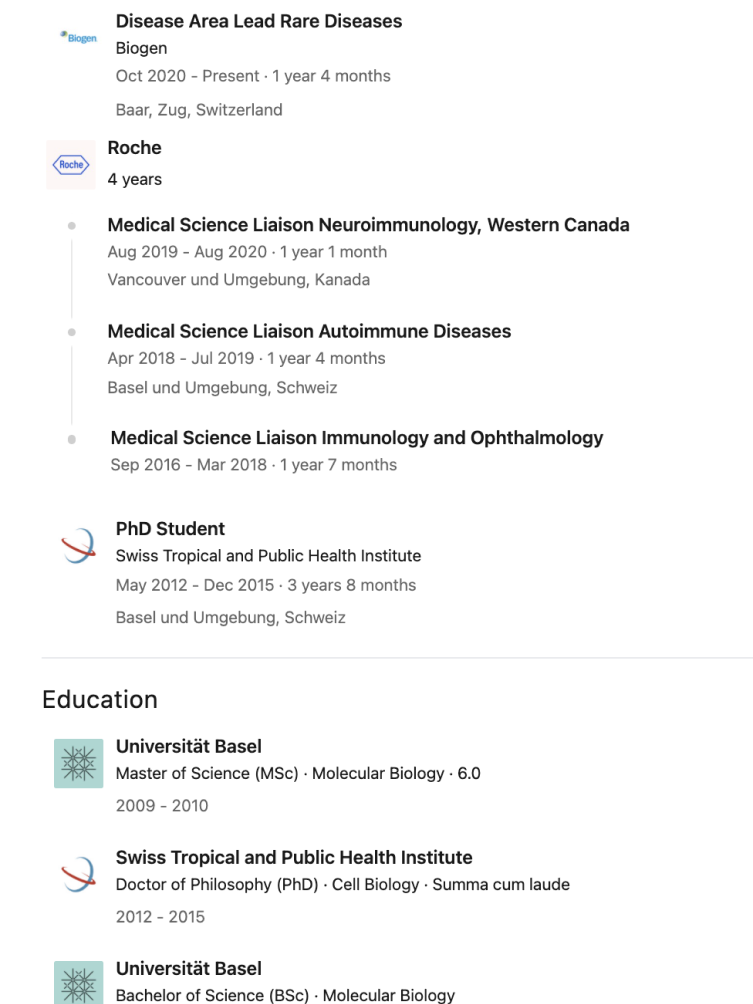 Disease Area Lead Rare Diseases
Biogen
Biogen
Oct 2020 - Present · 1 year 4 months
Baar, Zug, Switzerland
Roche
Roche
4 years
Medical Science Liaison Neuroimmunology, Western Canada
Aug 2019 - Aug 2020 · 1 year 1 month
Vancouver und Umgebung, Kanada
Medical Science Liaison Autoimmune Diseases
Apr 2018 - Jul 2019 · 1 year 4 months
Basel und Umgebung, Schweiz
Medical Science Liaison Immunology and Ophthalmology
Sep 2016 - Mar 2018 · 1 year 7 months
PhD Student
Swiss Tropical and Public Health Institute
May 2012 - Dec 2015 · 3 years 8 months
Basel und Umgebung, Schweiz
Education
Universität Basel
Master of Science (MSc) · Molecular Biology · 6.0
2009 - 2010
Swiss Tropical and Public Health Institute
Doctor of Philosophy (PhD) · Cell Biology · Summa cum laude
2012 - 2015
Universität Basel
Bachelor of Science (BSc) · Molecular Biology